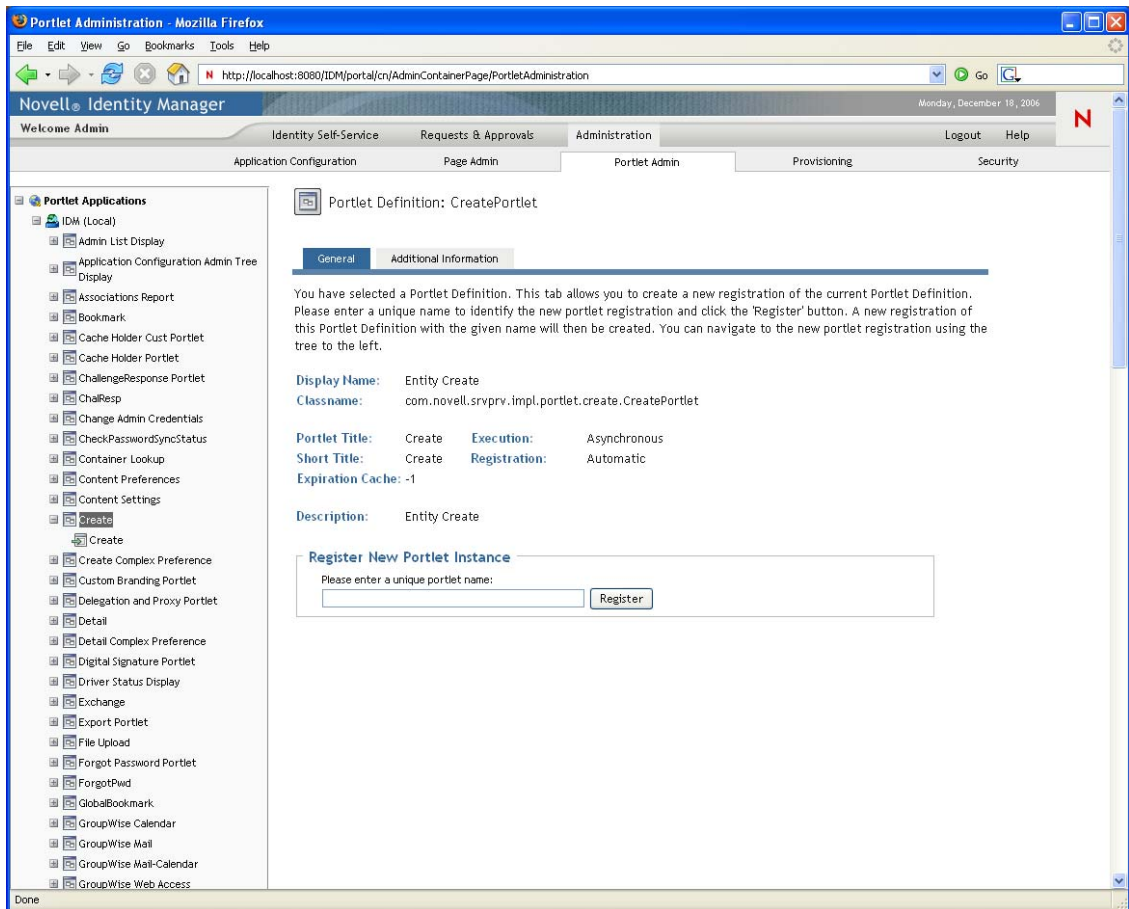 Portlet Administration - Mozilla Firefox
File Edit View Go Bookmarks Tools Help
N http://localhost:8080/IDM/portal/cn/AdminContainerPage/PortletAdministration Go G
Novell® Identity Manager Monday, December 18, 2006
N
Welcome Admin Identity Self-Service Requests & Approvals Administration Logout Help
Application Configuration Page Admin Portlet Admin Provisioning Security
Portlet Applications
IDM (Local)
Admin List Display
Application Configuration Admin Tree
Display
Associations Report
Bookmark
Cache Holder Cust Portlet
Cache Holder Portlet
ChallengeResponse Portlet
ChalResp
Change Admin Credentials
CheckPasswordSyncStatus
Container Lookup
Content Preferences
Content Settings
Create
Create
Create Complex Preference
Custom Branding Portlet
Delegation and Proxy Portlet
Detail
Detail Complex Preference
Digital Signature Portlet
Driver Status Display
Exchange
Export Portlet
File Upload
Forgot Password Portlet
ForgotPwd
GlobalBookmark
GroupWise Calendar
GroupWise Mail
GroupWise Mail-Calendar
GroupWise Web Access
Portlet Definition: CreatePortlet
General Additional Information
You have selected a Portlet Definition. This tab allows you to create a new registration of the current Portlet Definition.
Please enter a unique name to identify the new portlet registration and click the 'Register' button. A new registration of
this Portlet Definition with the given name will then be created. You can navigate to the new portlet registration using the
tree to the left.
Display Name: Entity Create
Classname: com.novell.srvprv.impl.portlet.create.CreatePortlet
Portlet Title: Create Execution: Asynchronous
Short Title: Create Registration: Automatic
Expiration Cache: -1
Description: Entity Create
Register New Portlet Instance
Please enter a unique portlet name:
Register
Done